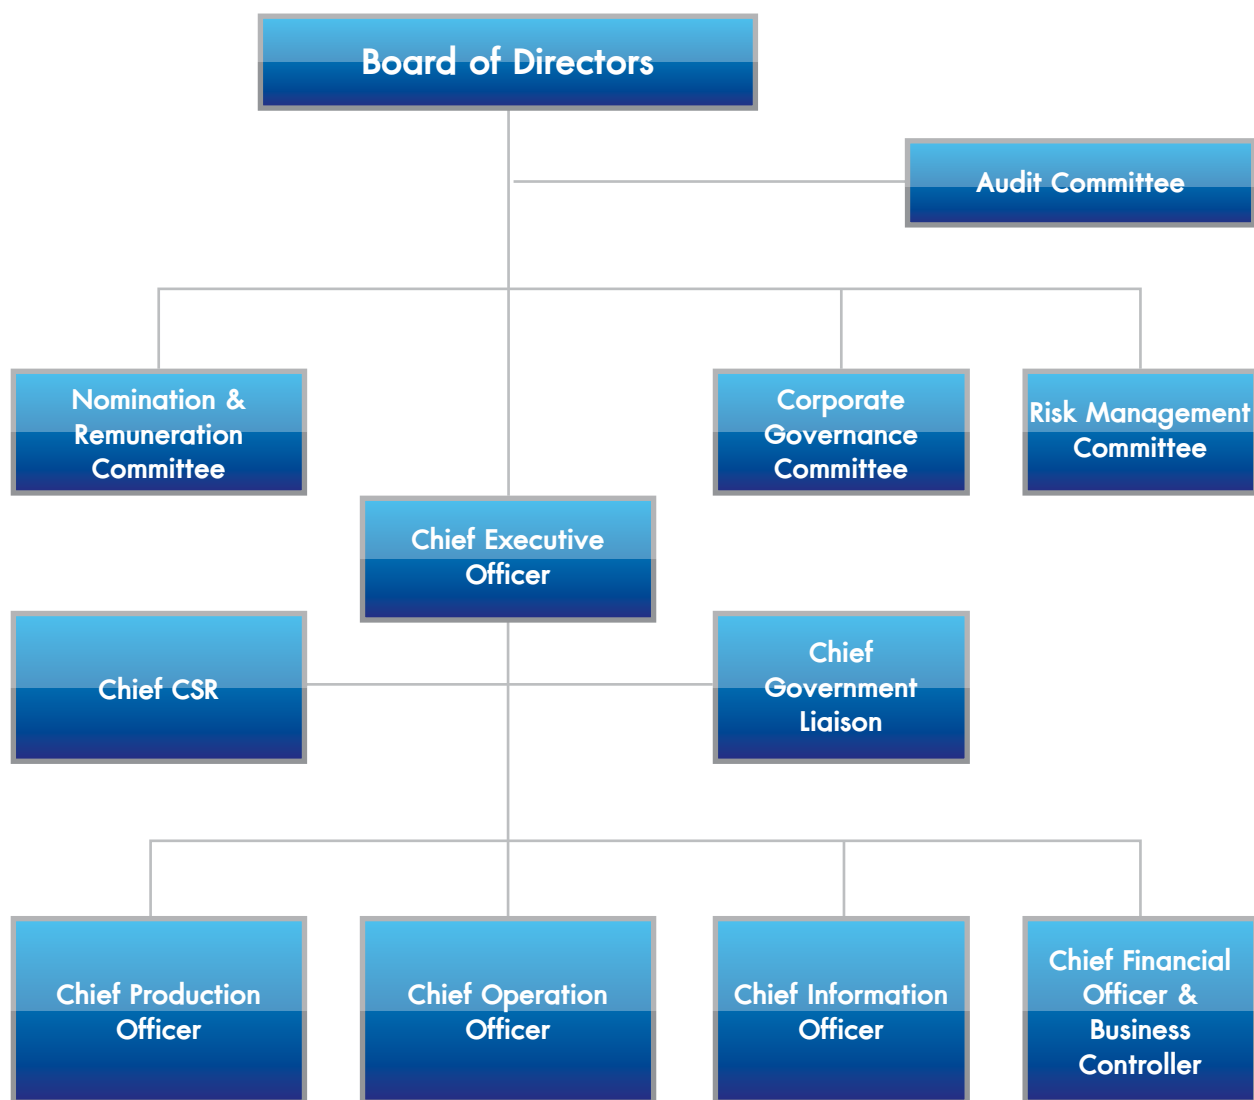 Board of Directors
Audit Committee
Nomination &
Remuneration
Committee
Corporate
Governance
Committee
Risk Management
Committee
Chief Executive
Officer
Chief CSR
Chief
Government
Liaison
Chief Production
Officer
Chief Operation
Officer
Chief Information
Officer
Chief Financial
Officer &
Business
Controller